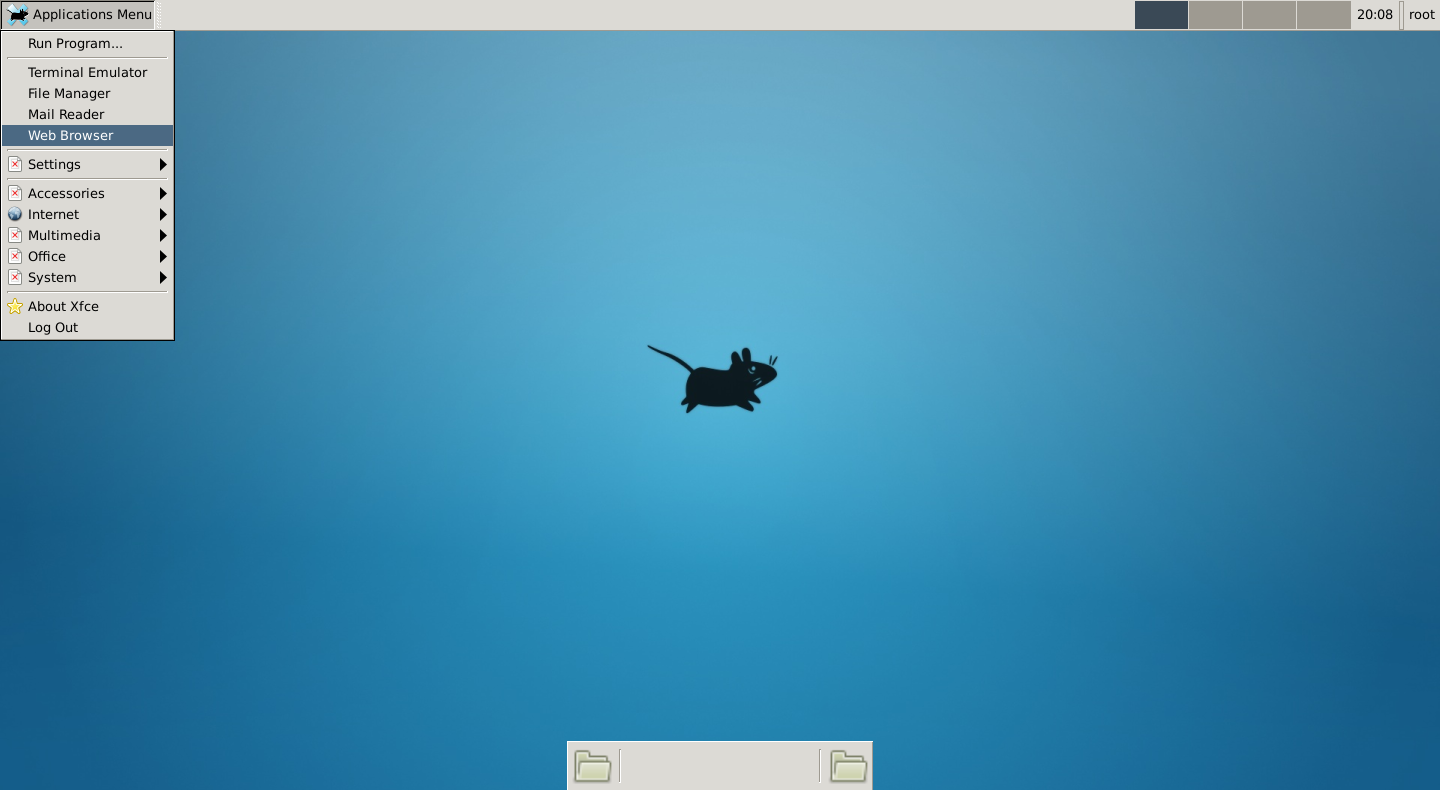 Applications Menu
20:08
root
Run Program...
Terminal Emulator
File Manager
Mail Reader
Web Browser
Settings
Accessories
Internet
Multimedia
Office
System
About Xfce
Log Out